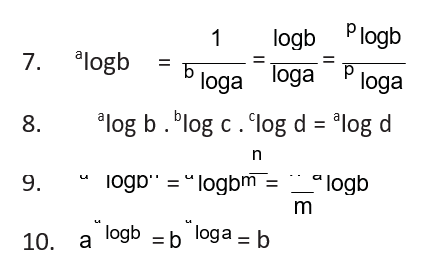 7. ᵃlogb = 1 / ᵇloga = logb / loga = ᵖlogb / ᵖloga
8. ᵃlog b . ᵇlog c . ᶜlog d = ᵃlog d
9. logb = logbm = n / m ᵃlogb
10. a logb = b loga = b